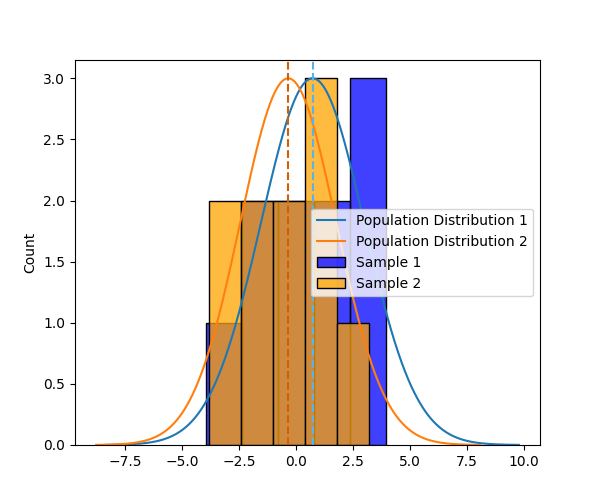 3.0
2.5
2.0
1.5
1.0
0.5
0.0
Count
Population Distribution 1
Population Distribution 2
Sample 1
Sample 2
−7.5 −5.0 −2.5 0.0 2.5 5.0 7.5 10.0